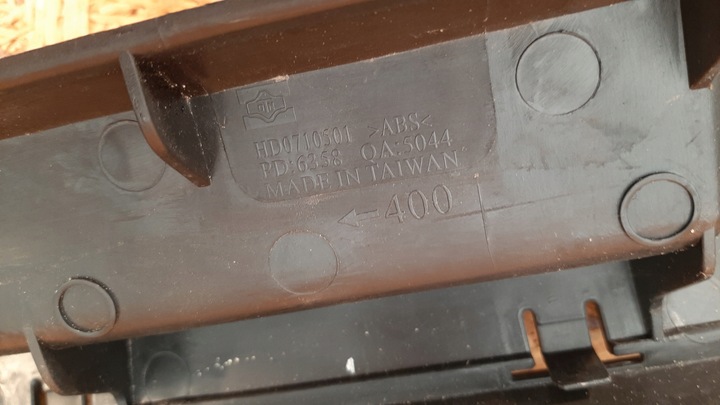 HD0710501 >ABS<
PD:6358 QA:5044
MADE IN TAIWAN
←400